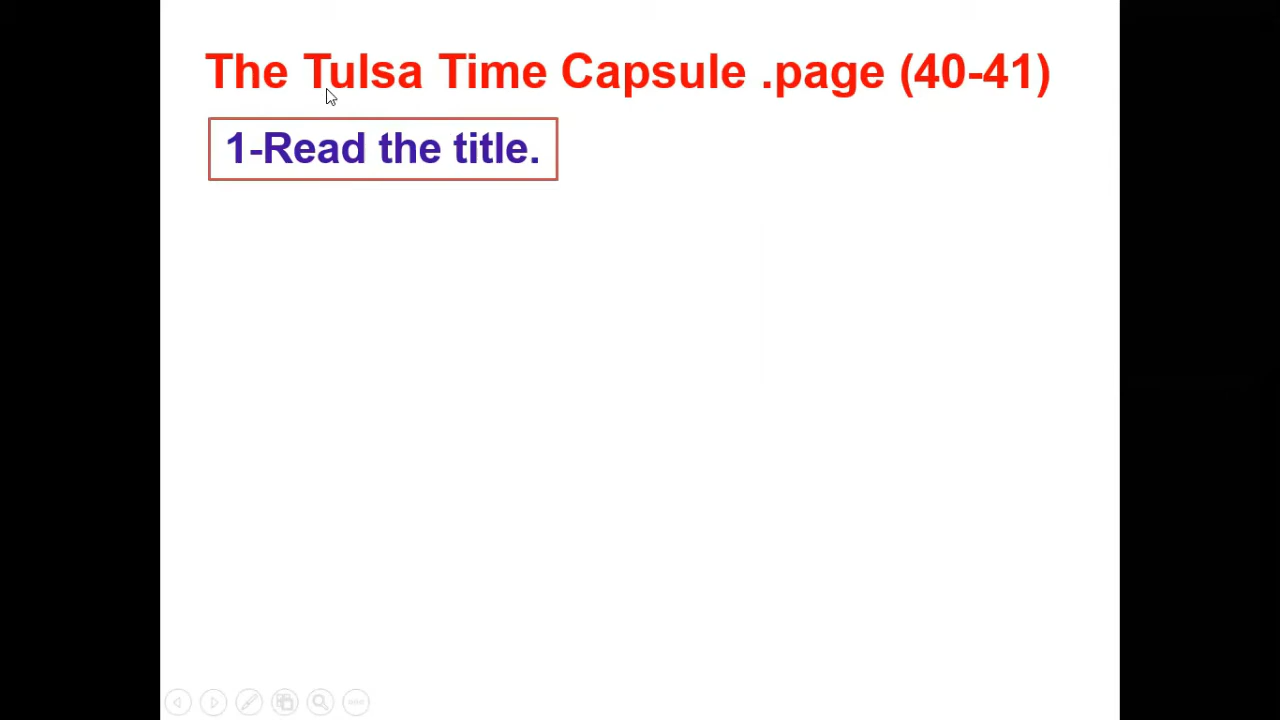 The Tulsa Time Capsule .page (40-41)
1-Read the title.